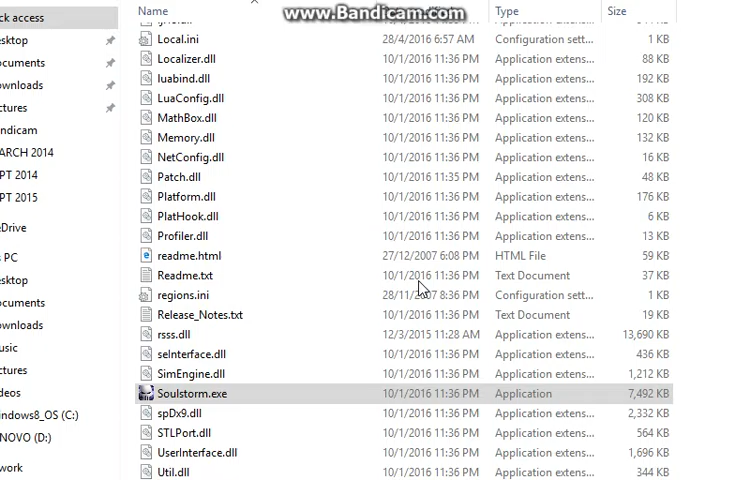 ck access
Name
www.Bandicam.com
Type
Size
Local.ini 28/4/2016 6:57 AM Configuration sett... 1 KB
esktop
Localizer.dll 10/1/2016 11:36 PM Application extens... 88 KB
ocuments
luabind.dll 10/1/2016 11:36 PM Application extens... 192 KB
ownloads
LuaConfig.dll 10/1/2016 11:36 PM Application extens... 308 KB
ctures
MathBox.dll 10/1/2016 11:36 PM Application extens... 120 KB
andicam
Memory.dll 10/1/2016 11:36 PM Application extens... 132 KB
ARCH 2014
NetConfig.dll 10/1/2016 11:36 PM Application extens... 16 KB
PT 2014
Patch.dll 10/1/2016 11:35 PM Application extens... 48 KB
PT 2015
Platform.dll 10/1/2016 11:36 PM Application extens... 176 KB
PlatHook.dll 10/1/2016 11:36 PM Application extens... 6 KB
eDrive
Profiler.dll 10/1/2016 11:36 PM Application extens... 13 KB
s PC
readme.html 27/12/2007 6:08 PM HTML File 59 KB
esktop
Readme.txt 10/1/2016 11:36 PM Text Document 37 KB
ocuments
regions.ini 28/11/2007 8:36 PM Configuration sett... 1 KB
ownloads
Release_Notes.txt 10/1/2016 11:36 PM Text Document 19 KB
usic
rsss.dll 12/3/2015 11:28 AM Application extens... 13,690 KB
ctures
seInterface.dll 10/1/2016 11:36 PM Application extens... 436 KB
SimEngine.dll 10/1/2016 11:36 PM Application extens... 1,212 KB
deos
Soulstorm.exe 10/1/2016 11:36 PM Application 7,492 KB
indows8_OS (C:)
spDx9.dll 10/1/2016 11:36 PM Application extens... 2,332 KB
NOVO (D:)
STLPort.dll 10/1/2016 11:36 PM Application extens... 564 KB
UserInterface.dll 10/1/2016 11:36 PM Application extens... 1,696 KB
work
Util.dll 10/1/2016 11:36 PM Application extens... 344 KB